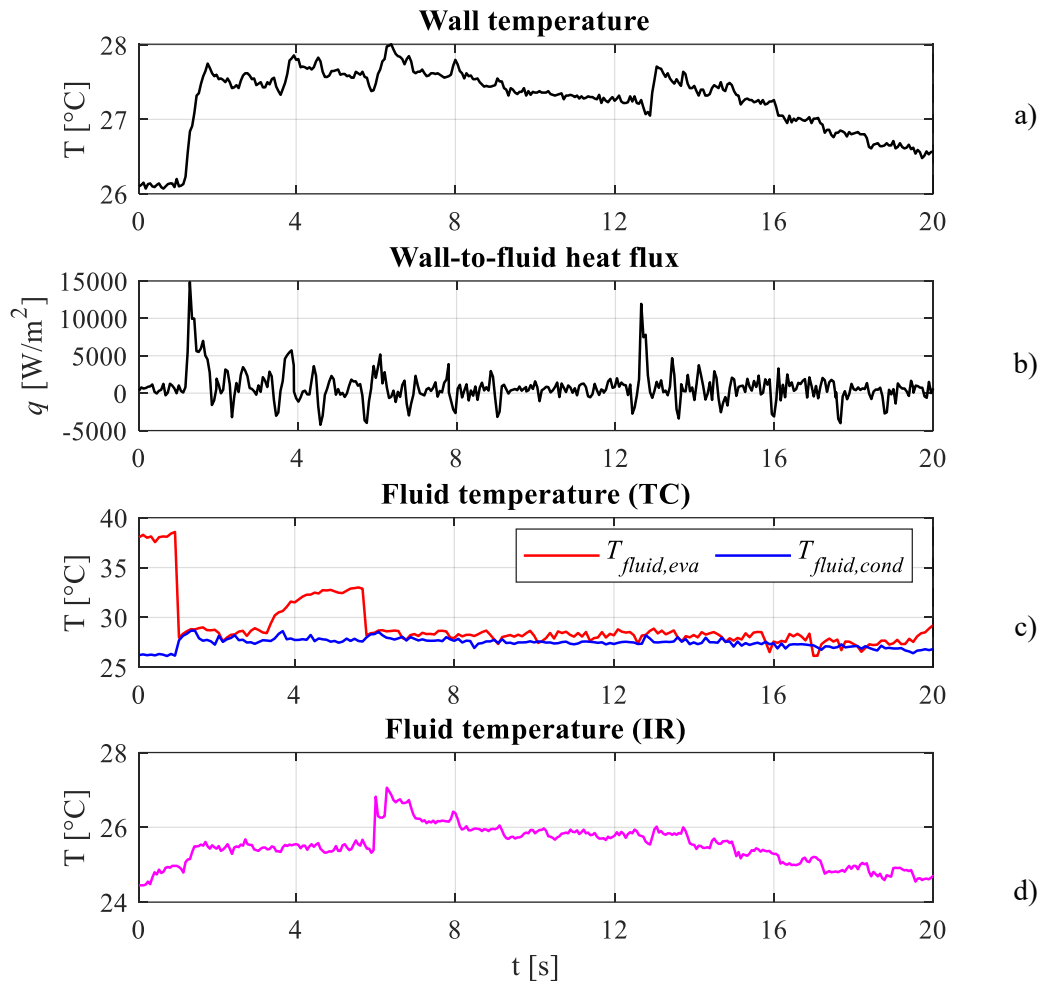 Wall temperature
28
27
26
T [°C]
0 4 8 12 16 20
a)
Wall-to-fluid heat flux
15000
10000
5000
0
-5000
q [W/m²]
0 4 8 12 16 20
b)
Fluid temperature (TC)
40
35
30
25
T [°C]
T_fluid,eva T_fluid,cond
0 4 8 12 16 20
c)
Fluid temperature (IR)
28
26
24
T [°C]
0 4 8 12 16 20
d)
t [s]